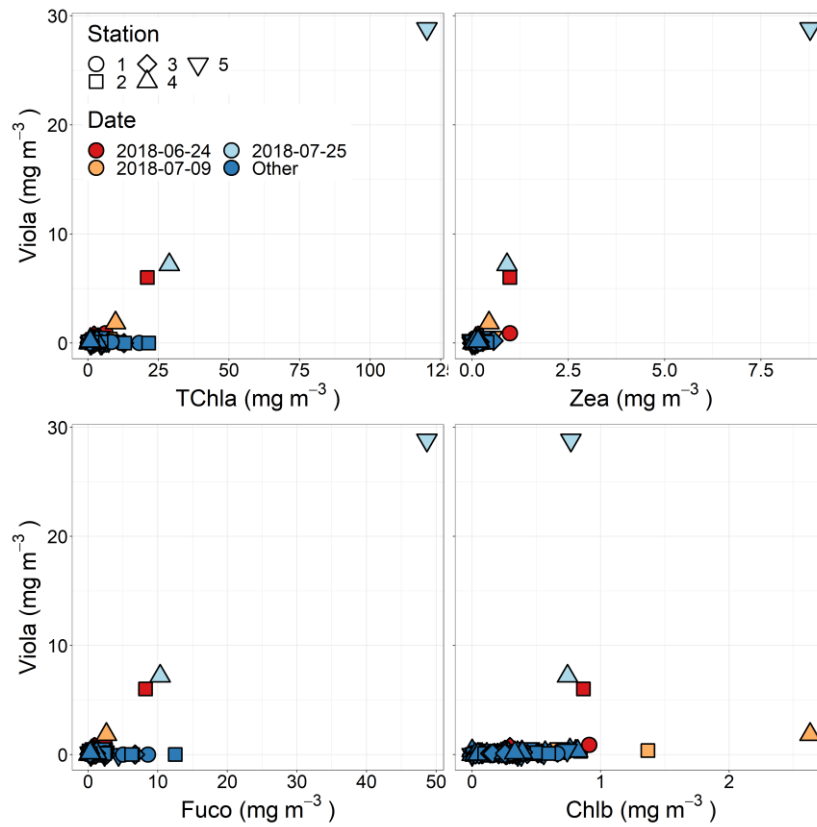 30
20
10
0
Viola (mg m⁻³ )
Station
1 3 5
2 4
Date
2018-06-24 2018-07-25
2018-07-09 Other
0 25 50 75 100 125
TChla (mg m⁻³ )
0.0 2.5 5.0 7.5
Zea (mg m⁻³ )
30
20
10
0
Viola (mg m⁻³ )
0 10 20 30 40 50
Fuco (mg m⁻³ )
0 1 2
Chlb (mg m⁻³ )